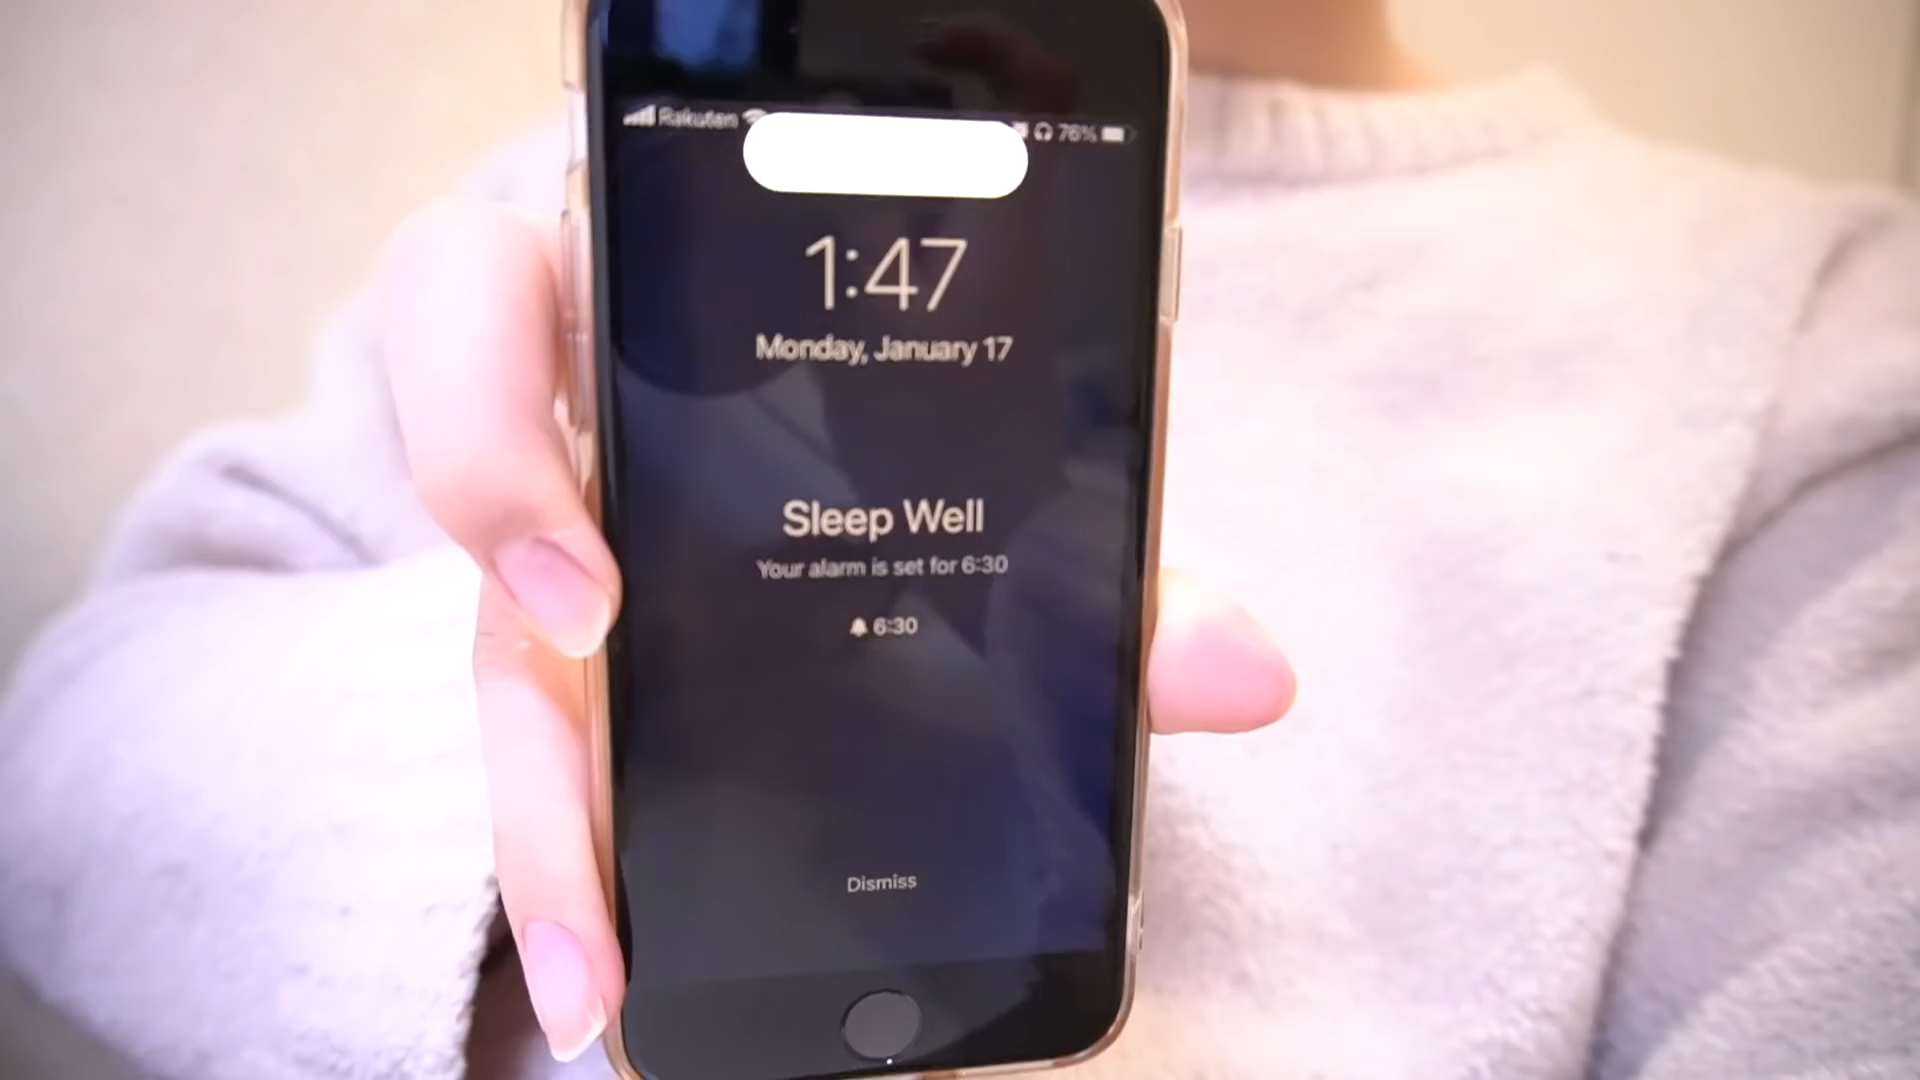 Rakuten 76%
1:47
Monday, January 17
Sleep Well
Your alarm is set for 6:30
6:30
Dismiss